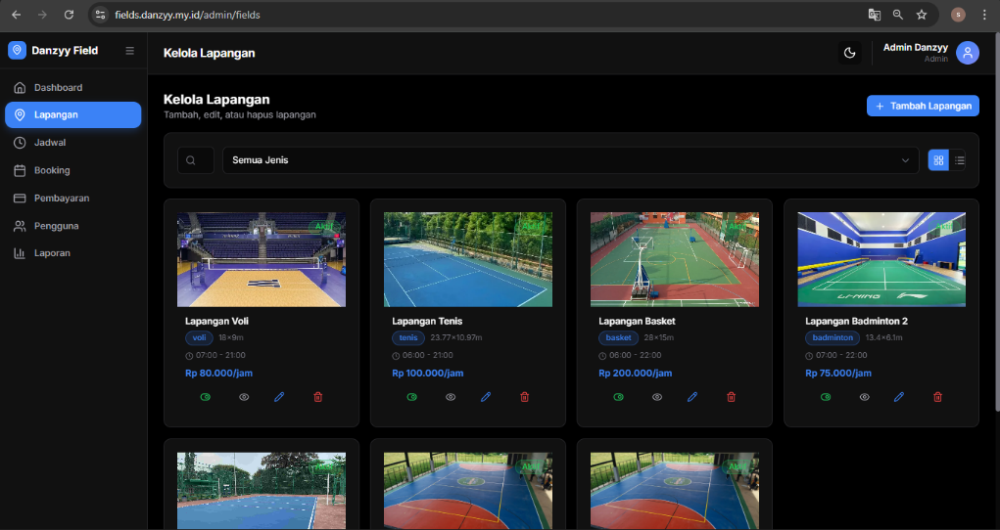 fields.danzyy.my.id/admin/fields
S
Danzyy Field
Kelola Lapangan
Admin Danzyy
Admin
Dashboard
Lapangan
Jadwal
Booking
Pembayaran
Pengguna
Laporan
Kelola Lapangan
Tambah, edit, atau hapus lapangan
+ Tambah Lapangan
Semua Jenis
Aktif
Lapangan Voli
voli 18×9m
07:00 - 21:00
Rp 80.000/jam
Aktif
Lapangan Tenis
tenis 23.77×10.97m
06:00 - 21:00
Rp 100.000/jam
Aktif
Lapangan Basket
basket 28×15m
06:00 - 22:00
Rp 200.000/jam
LI-NING
Lapangan Badminton 2
badminton 13.4×6.1m
07:00 - 22:00
Rp 75.000/jam
Aktif
Aktif